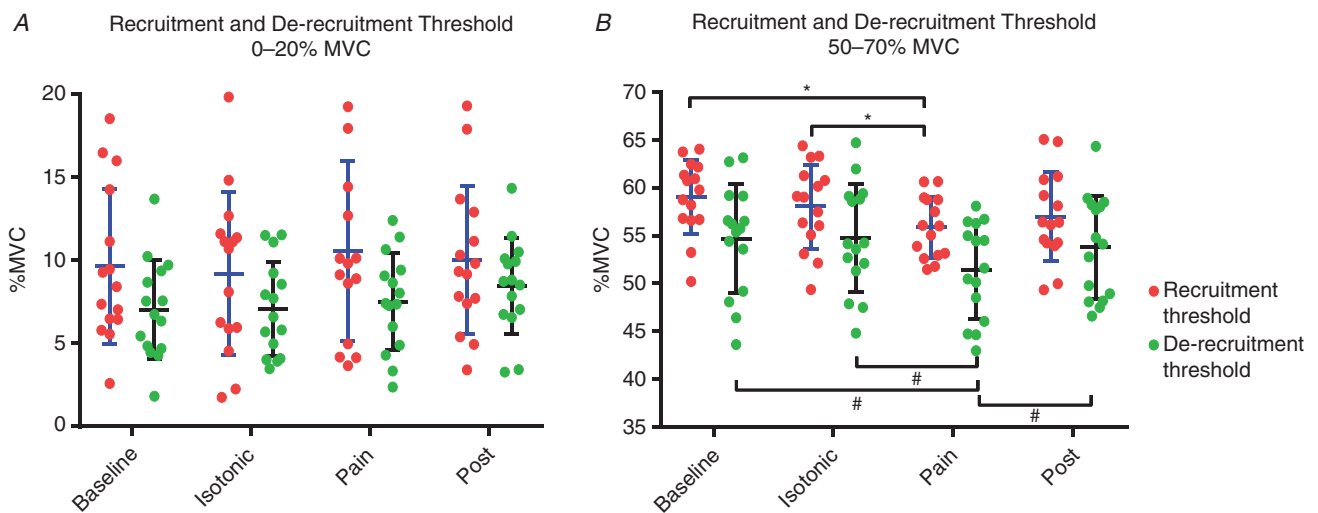 A
Recruitment and De-recruitment Threshold
0–20% MVC
%MVC
20
15
10
5
0
Baseline
Isotonic
Pain
Post
B
Recruitment and De-recruitment Threshold
50–70% MVC
%MVC
70
65
60
55
50
45
40
35
*
*
#
#
#
Baseline
Isotonic
Pain
Post
Recruitment
threshold
De-recruitment
threshold